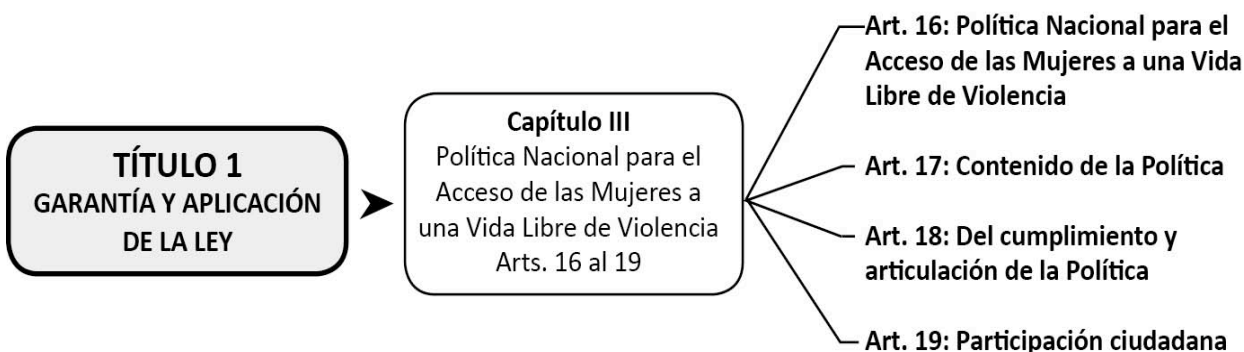 TÍTULO 1
GARANTÍA Y APLICACIÓN
DE LA LEY
Capítulo III
Política Nacional para el
Acceso de las Mujeres a
una Vida Libre de Violencia
Arts. 16 al 19
Art. 16: Política Nacional para el
Acceso de las Mujeres a una Vida
Libre de Violencia
Art. 17: Contenido de la Política
Art. 18: Del cumplimiento y
articulación de la Política
Art. 19: Participación ciudadana